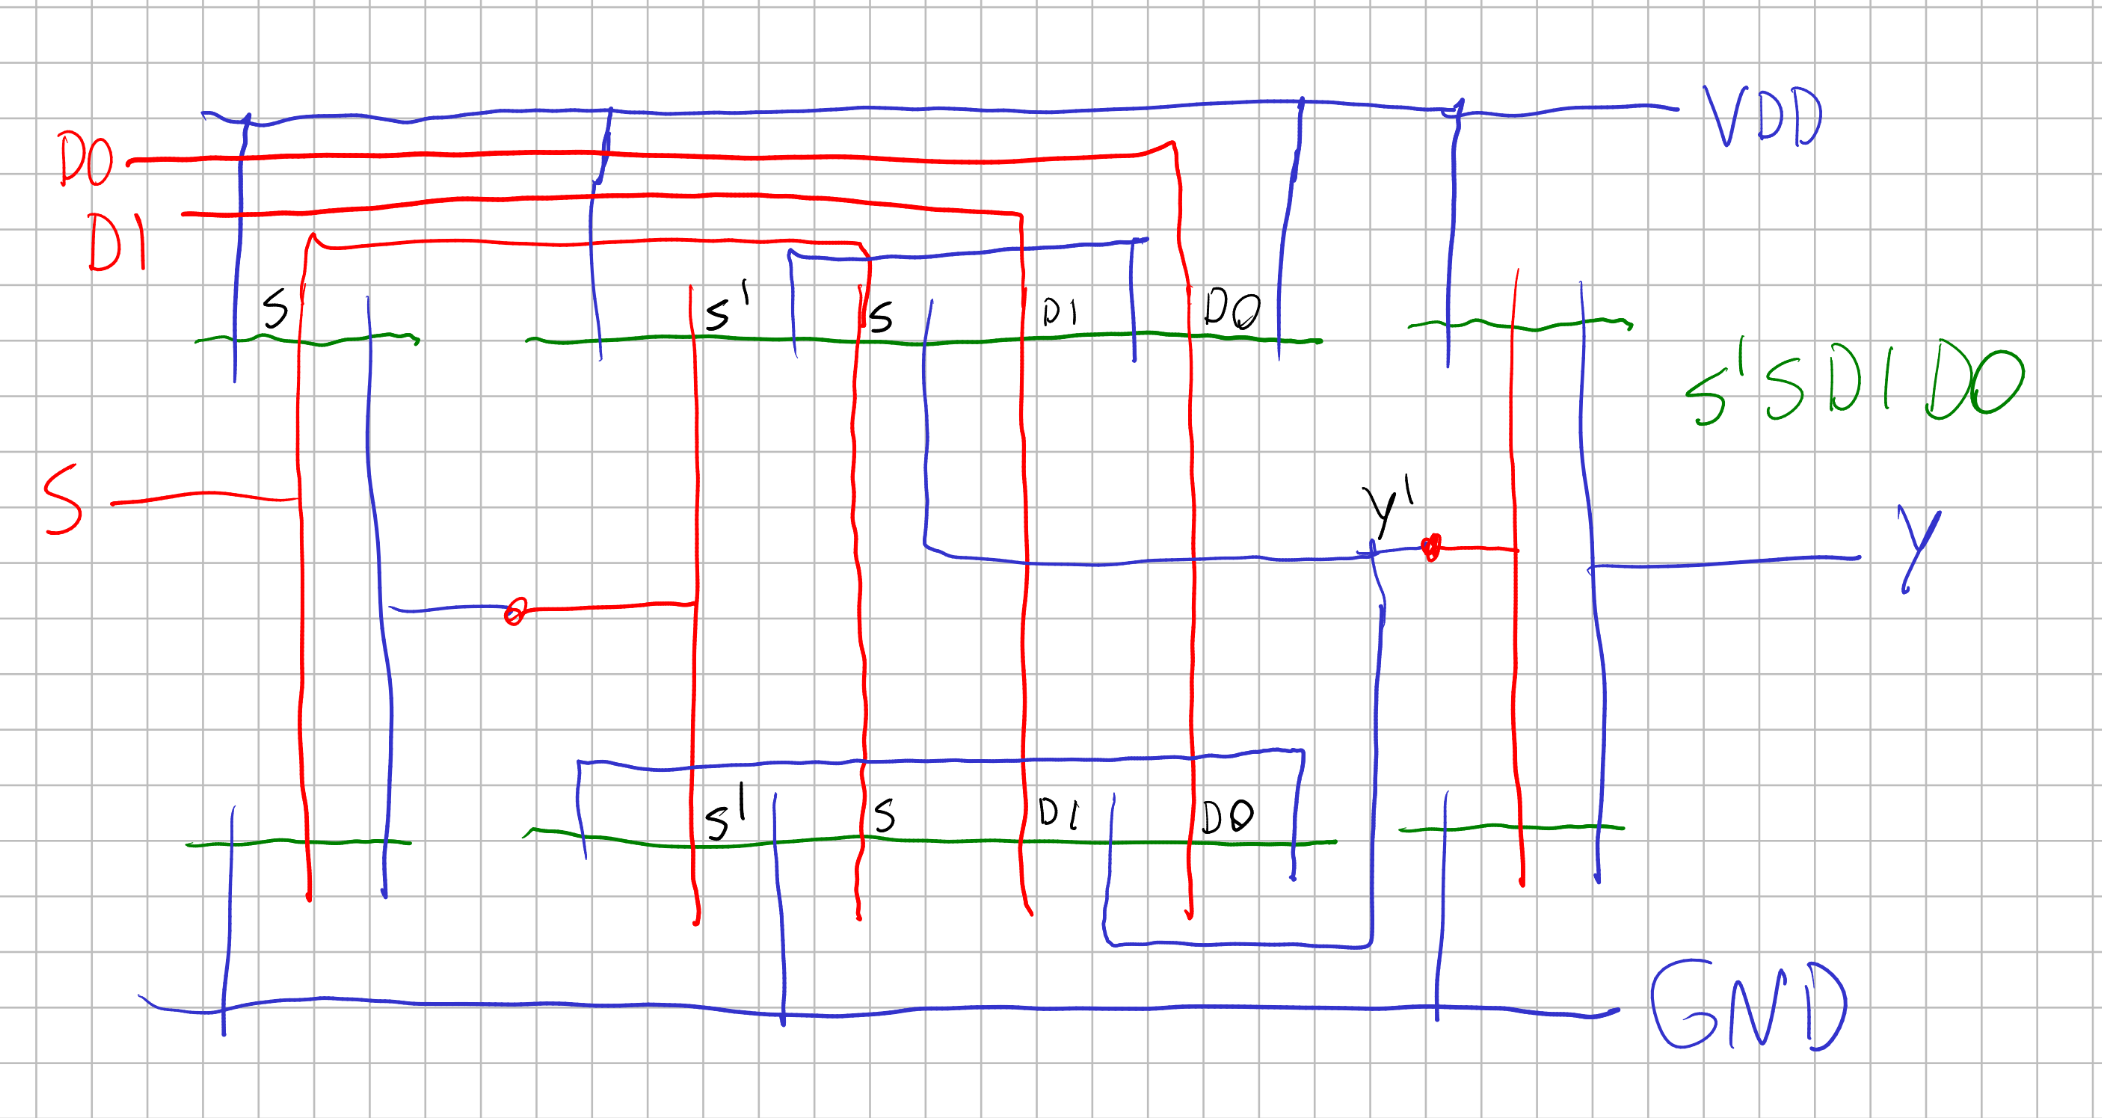 VDD
D0
D1
S S' S D1 D0
S'SD1D0
S
Y'
Y
S' S D1 D0
GND